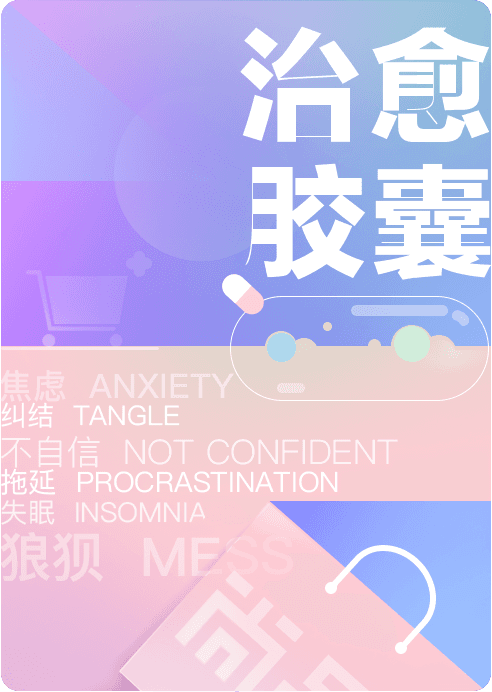 治愈
胶囊
焦虑 ANXIETY
纠结 TANGLE
不自信 NOT CONFIDENT
拖延 PROCRASTINATION
失眠 INSOMNIA
狼狈 MESS